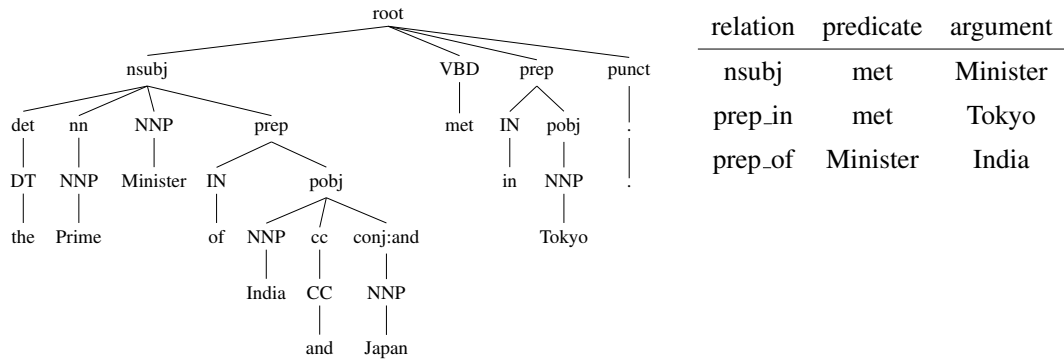 root
nsubj VBD prep punct
det nn NNP prep met IN pobj .
DT NNP Minister IN pobj in NNP .
the Prime of NNP cc conj:and Tokyo
India CC NNP
and Japan
relation predicate argument
nsubj met Minister
prep_in met Tokyo
prep_of Minister India